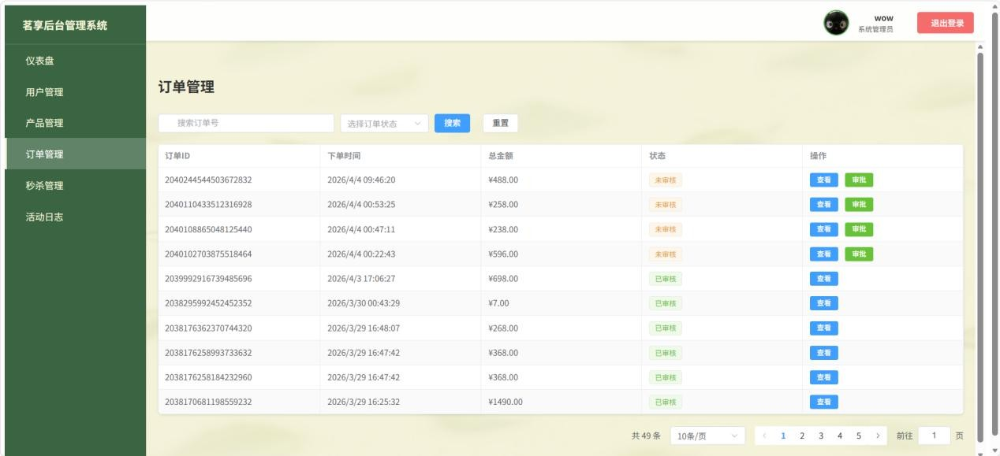 茗享后台管理系统
wow
系统管理员
退出登录
仪表盘
用户管理
产品管理
订单管理
秒杀管理
活动日志
订单管理
搜索订单号 选择订单状态 搜索 重置
订单ID 下单时间 总金额 状态 操作
2040244544503672832 2026/4/4 09:46:20 ¥488.00 未审核 查看 审批
2040110433512316928 2026/4/4 00:53:25 ¥258.00 未审核 查看 审批
2040108865048125440 2026/4/4 00:47:11 ¥238.00 未审核 查看 审批
2040102703875518464 2026/4/4 00:22:43 ¥596.00 未审核 查看 审批
2039992916739485696 2026/4/3 17:06:27 ¥698.00 已审核 查看
2038295992452452352 2026/3/30 00:43:29 ¥7.00 已审核 查看
2038176362370744320 2026/3/29 16:48:07 ¥268.00 已审核 查看
2038176258993733632 2026/3/29 16:47:42 ¥368.00 已审核 查看
2038176258184232960 2026/3/29 16:47:42 ¥368.00 已审核 查看
2038170681198559232 2026/3/29 16:25:32 ¥1490.00 已审核 查看
共 49 条 10条/页 1 2 3 4 5 前往 1 页